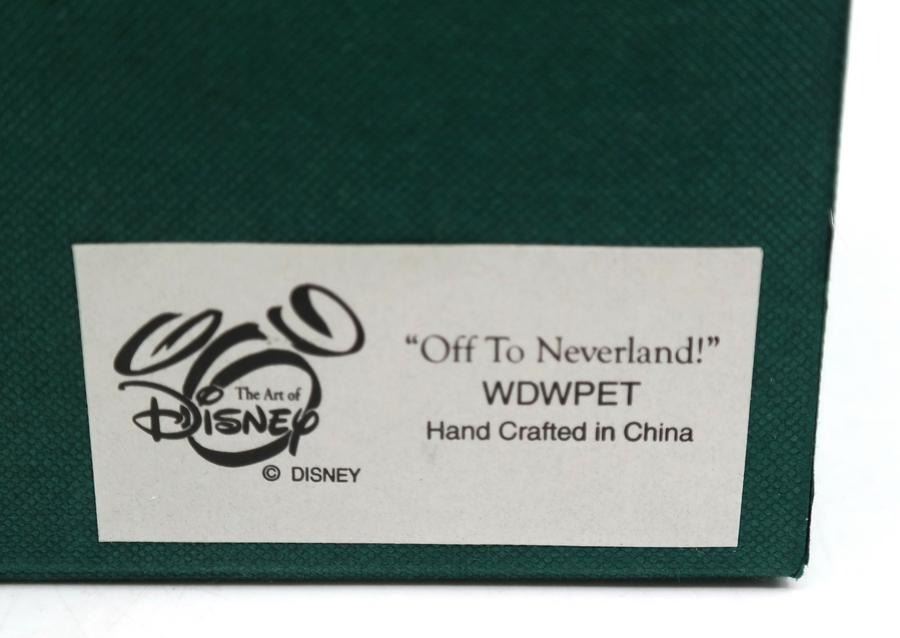 The Art of
Disney
© DISNEY
“Off To Neverland!”
WDWPET
Hand Crafted in China